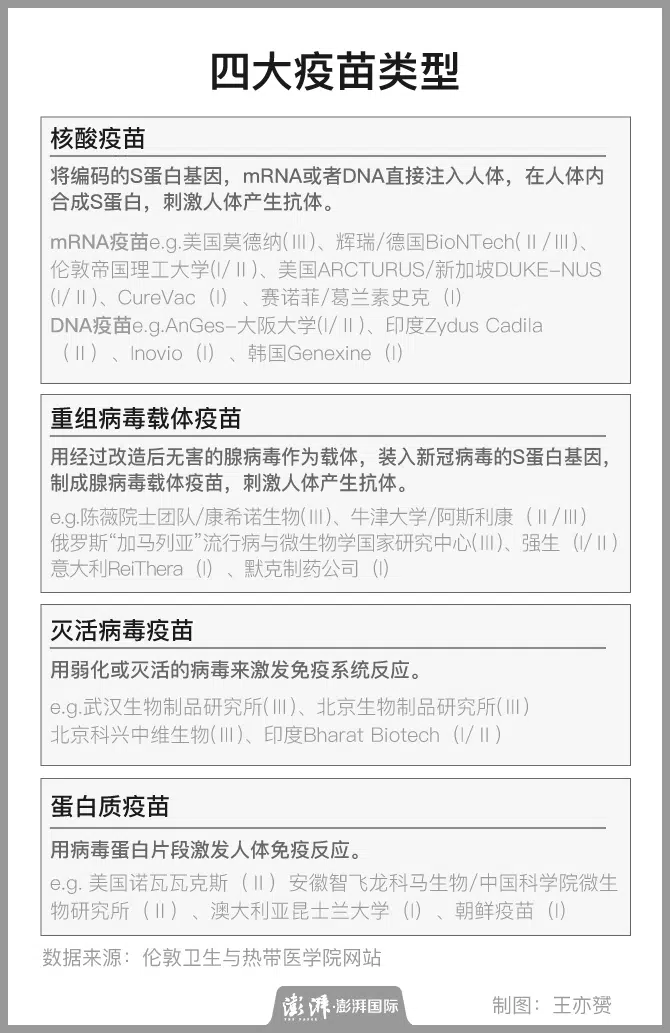 四大疫苗类型
核酸疫苗
将编码的S蛋白基因，mRNA或者DNA直接注入人体，在人体内
合成S蛋白，刺激人体产生抗体。
mRNA疫苗e.g.美国莫德纳(Ⅲ)、辉瑞/德国BioNTech(Ⅱ/Ⅲ)、
伦敦帝国理工大学(I/Ⅱ)、美国ARCTURUS/新加坡DUKE-NUS
(I/Ⅱ)、CureVac（I）、赛诺菲/葛兰素史克（I）
DNA疫苗e.g.AnGes-大阪大学(I/Ⅱ)、印度Zydus Cadila
（Ⅱ）、Inovio（I）、韩国Genexine（I）
重组病毒载体疫苗
用经过改造后无害的腺病毒作为载体，装入新冠病毒的S蛋白基因，
制成腺病毒载体疫苗，刺激人体产生抗体。
e.g.陈薇院士团队/康希诺生物(Ⅲ)、牛津大学/阿斯利康（Ⅱ/Ⅲ）
俄罗斯“加马列亚”流行病与微生物学国家研究中心(Ⅲ)、强生（I/Ⅱ）
意大利ReiThera（I）、默克制药公司（I）
灭活病毒疫苗
用弱化或灭活的病毒来激发免疫系统反应。
e.g.武汉生物制品研究所(Ⅲ)、北京生物制品研究所(Ⅲ)
北京科兴中维生物(Ⅲ)、印度Bharat Biotech（I/Ⅱ）
蛋白质疫苗
用病毒蛋白片段激发人体免疫反应。
e.g. 美国诺瓦瓦克斯（Ⅱ）安徽智飞龙科马生物/中国科学院微生
物研究所（Ⅱ）、澳大利亚昆士兰大学（I）、朝鲜疫苗（I）
数据来源：伦敦卫生与热带医学院网站
澎湃·澎湃国际
THE PAPER
制图：王亦赟